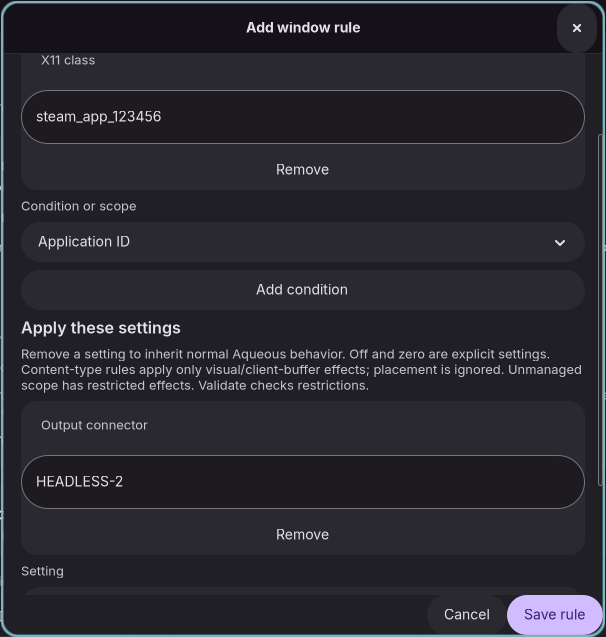 Add window rule
X11 class
steam_app_123456
Remove
Condition or scope
Application ID
Add condition
Apply these settings
Remove a setting to inherit normal Aqueous behavior. Off and zero are explicit settings.
Content-type rules apply only visual/client-buffer effects; placement is ignored. Unmanaged
scope has restricted effects. Validate checks restrictions.
Output connector
HEADLESS-2
Remove
Setting
Cancel
Save rule